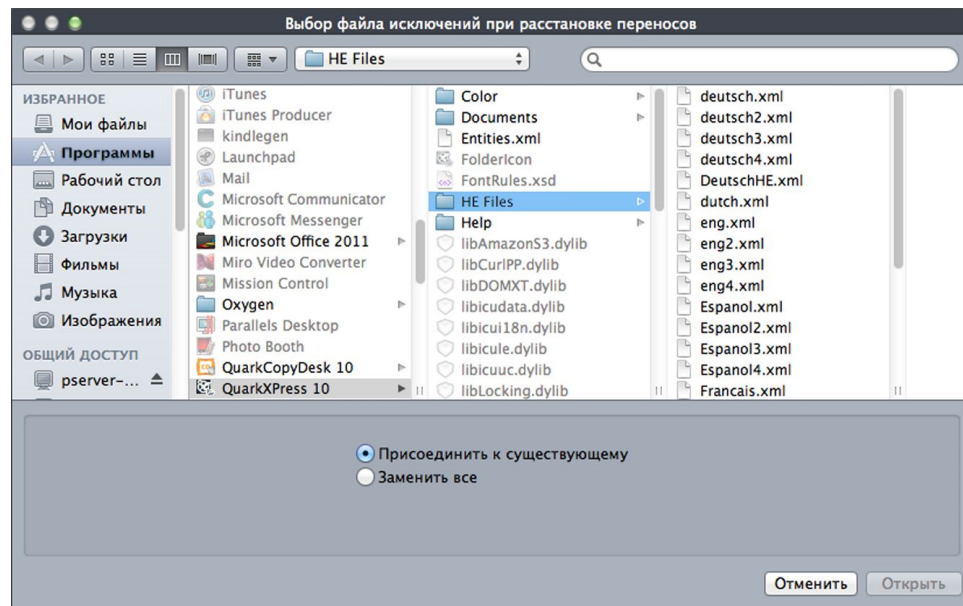 Выбор файла исключений при расстановке переносов
HE Files
ИЗБРАННОЕ
Мои файлы
Программы
Рабочий стол
Документы
Загрузки
Фильмы
Музыка
Изображения
ОБЩИЙ ДОСТУП
pserver-...
iTunes
iTunes Producer
kindlegen
Launchpad
Mail
Microsoft Communicator
Microsoft Messenger
Microsoft Office 2011
Miro Video Converter
Mission Control
Oxygen
Parallels Desktop
Photo Booth
QuarkCopyDesk 10
QuarkXPress 10
Color
Documents
Entities.xml
FolderIcon
FontRules.xsd
HE Files
Help
libAmazonS3.dylib
libCurlPP.dylib
libDOMXT.dylib
libicudata.dylib
libicui18n.dylib
libicule.dylib
libicuuc.dylib
libLocking.dylib
deutsch.xml
deutsch2.xml
deutsch3.xml
deutsch4.xml
DeutschHE.xml
dutch.xml
eng.xml
eng2.xml
eng3.xml
eng4.xml
Espanol.xml
Espanol2.xml
Espanol3.xml
Espanol4.xml
Francais.xml
Присоединить к существующему
Заменить все
Отменить
Открыть